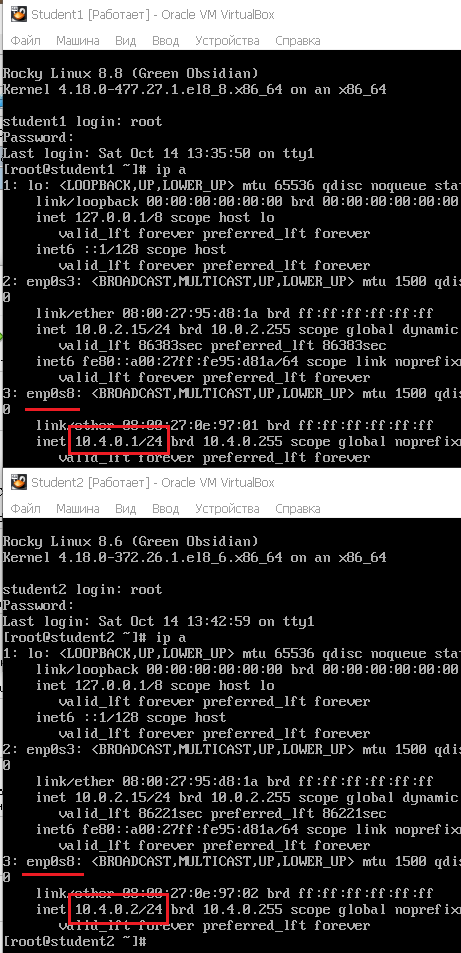 Student1 [Работает] - Oracle VM VirtualBox
Файл Машина Вид Ввод Устройства Справка
Rocky Linux 8.8 (Green Obsidian)
Kernel 4.18.0-477.27.1.el8_8.x86_64 on an x86_64
student1 login: root
Password:
Last login: Sat Oct 14 13:35:50 on tty1
[root@student1 ~]# ip a
1: lo: <LOOPBACK,UP,LOWER_UP> mtu 65536 qdisc noqueue sta
link/loopback 00:00:00:00:00:00 brd 00:00:00:00:00:00
inet 127.0.0.1/8 scope host lo
valid_lft forever preferred_lft forever
inet6 ::1/128 scope host
valid_lft forever preferred_lft forever
2: enp0s3: <BROADCAST,MULTICAST,UP,LOWER_UP> mtu 1500 qdis
0
link/ether 08:00:27:95:d8:1a brd ff:ff:ff:ff:ff:ff
inet 10.0.2.15/24 brd 10.0.2.255 scope global dynamic
valid_lft 86383sec preferred_lft 86383sec
inet6 fe80::a00:27ff:fe95:d81a/64 scope link noprefix
valid_lft forever preferred_lft forever
3: enp0s8: <BROADCAST,MULTICAST,UP,LOWER_UP> mtu 1500 qdis
0
link/ether 08:00:27:0e:97:01 brd ff:ff:ff:ff:ff:ff
inet 10.4.0.1/24 brd 10.4.0.255 scope global noprefix
valid_lft forever preferred_lft forever
Student2 [Работает] - Oracle VM VirtualBox
Файл Машина Вид Ввод Устройства Справка
Rocky Linux 8.6 (Green Obsidian)
Kernel 4.18.0-372.26.1.el8_6.x86_64 on an x86_64
student2 login: root
Password:
Last login: Sat Oct 14 13:42:59 on tty1
[root@student2 ~]# ip a
1: lo: <LOOPBACK,UP,LOWER_UP> mtu 65536 qdisc noqueue stat
link/loopback 00:00:00:00:00:00 brd 00:00:00:00:00:00
inet 127.0.0.1/8 scope host lo
valid_lft forever preferred_lft forever
inet6 ::1/128 scope host
valid_lft forever preferred_lft forever
2: enp0s3: <BROADCAST,MULTICAST,UP,LOWER_UP> mtu 1500 qdis
0
link/ether 08:00:27:95:d8:1a brd ff:ff:ff:ff:ff:ff
inet 10.0.2.15/24 brd 10.0.2.255 scope global dynamic
valid_lft 86221sec preferred_lft 86221sec
inet6 fe80::a00:27ff:fe95:d81a/64 scope link noprefix
valid_lft forever preferred_lft forever
3: enp0s8: <BROADCAST,MULTICAST,UP,LOWER_UP> mtu 1500 qdis
0
link/ether 08:00:27:0e:97:02 brd ff:ff:ff:ff:ff:ff
inet 10.4.0.2/24 brd 10.4.0.255 scope global noprefix
valid_lft forever preferred_lft forever
[root@student2 ~]#